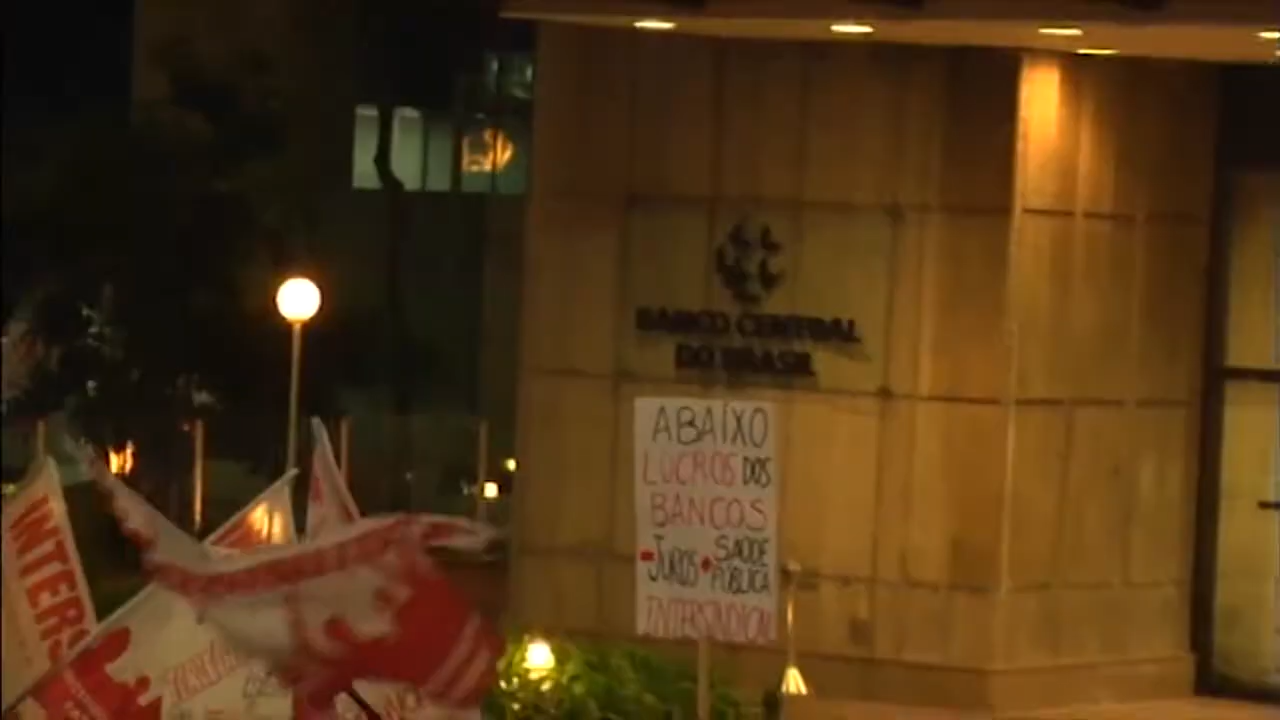 BANCO CENTRAL
DO BRASIL
ABAIXO
LUCROS DOS
BANCOS
- JUROS + SAÚDE
PÚBLICA
INTERSINDICAL
INTERS